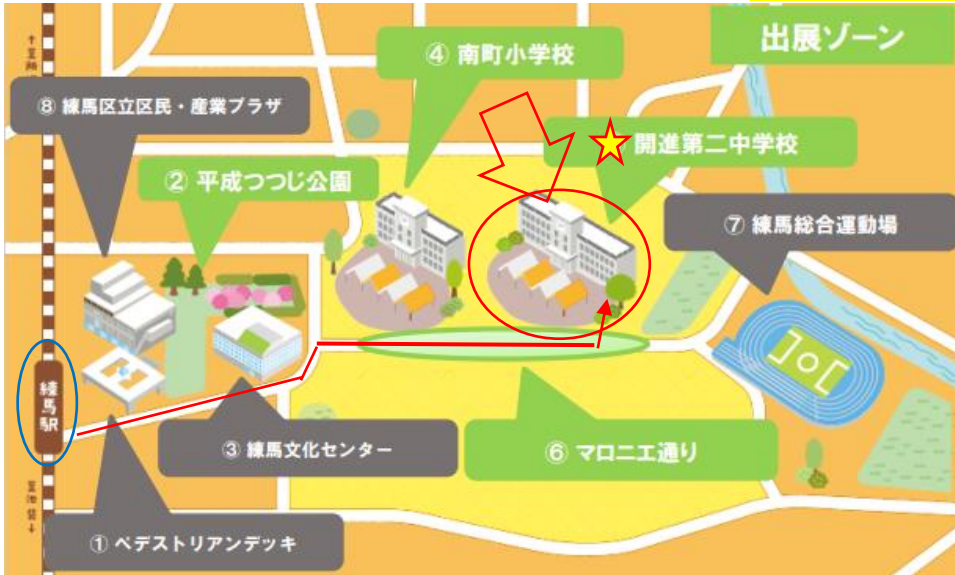 出展ゾーン
④ 南町小学校
⑧ 練馬区立区民・産業プラザ
開進第二中学校
② 平成つつじ公園
⑦ 練馬総合運動場
練馬駅
③ 練馬文化センター
⑥ マロニエ通り
至池袋↓
① ペデストリアンデッキ